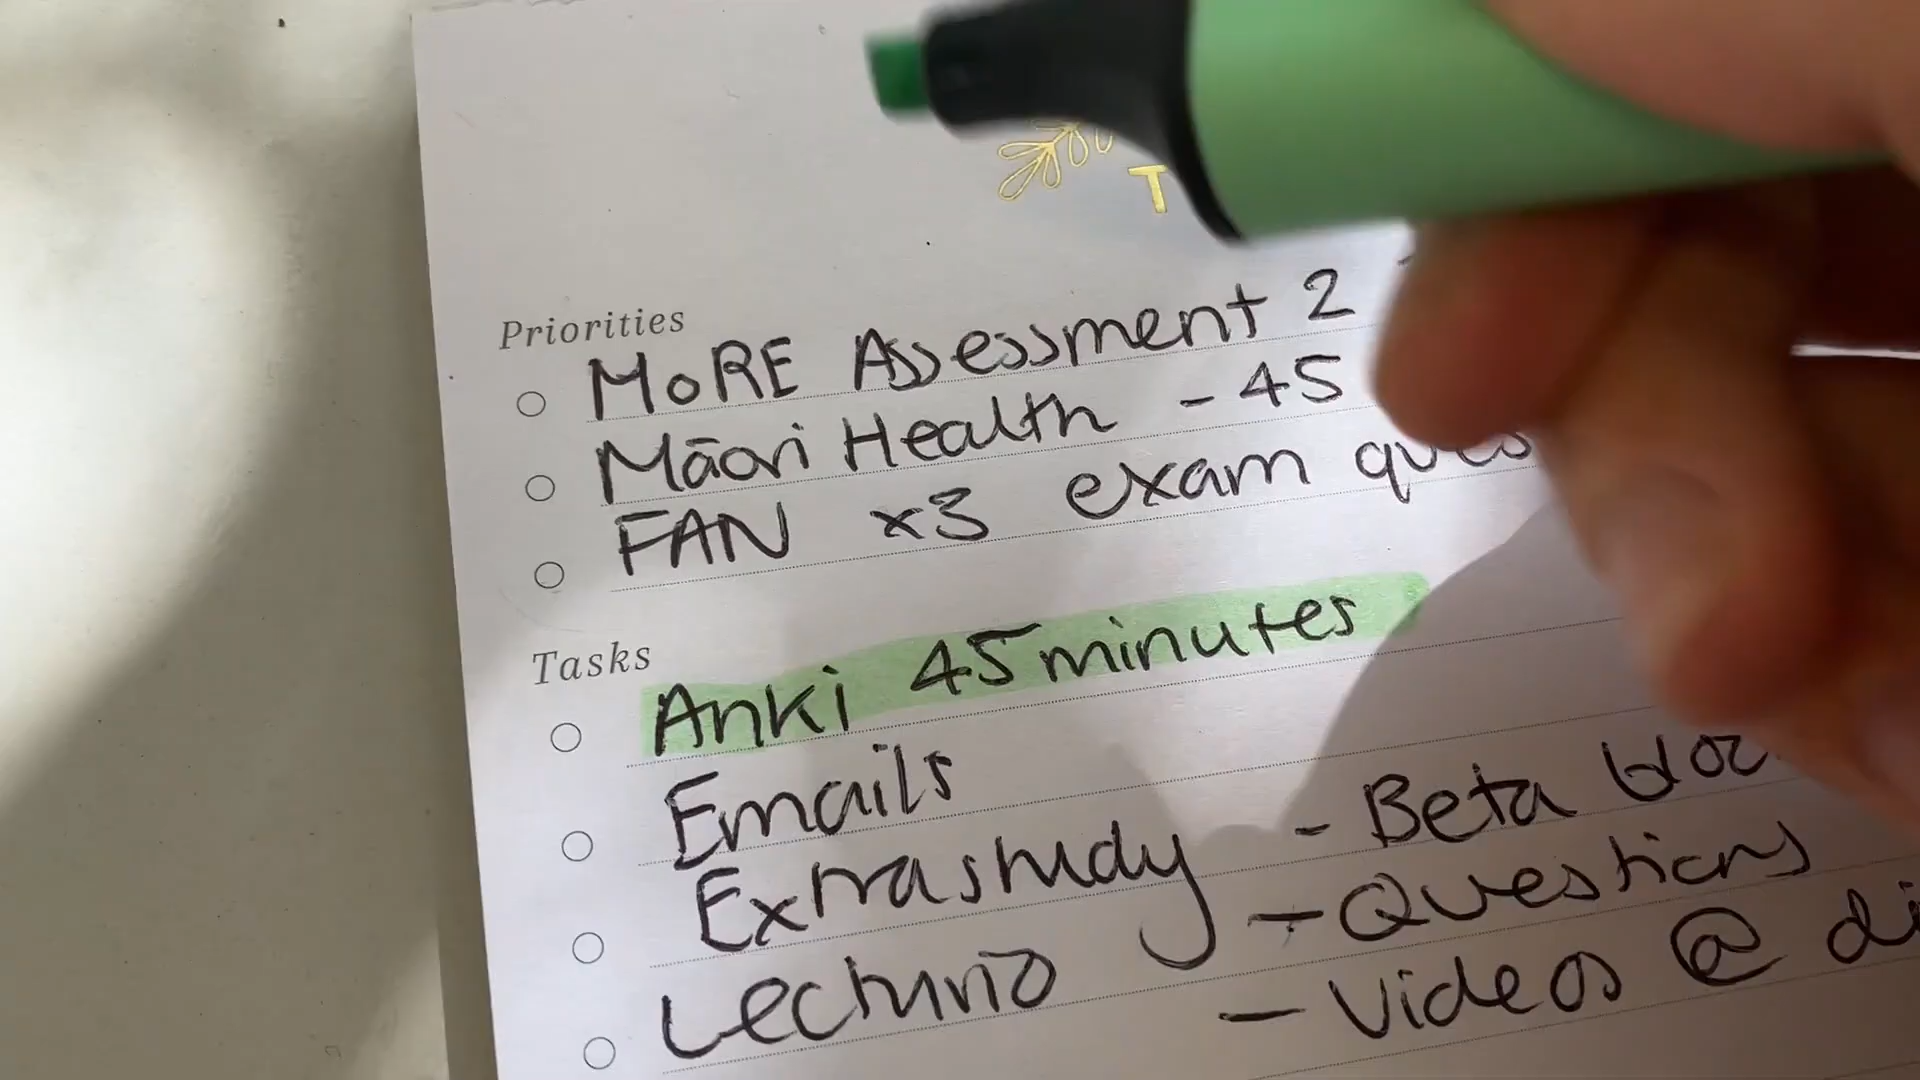 T
Priorities
MoRE Assessment 2
Māori Health - 45
FAN x3 exam
Tasks
Anki 45 minutes
Emails
Extra study - Beta
- Questions
Lecturio - Videos @